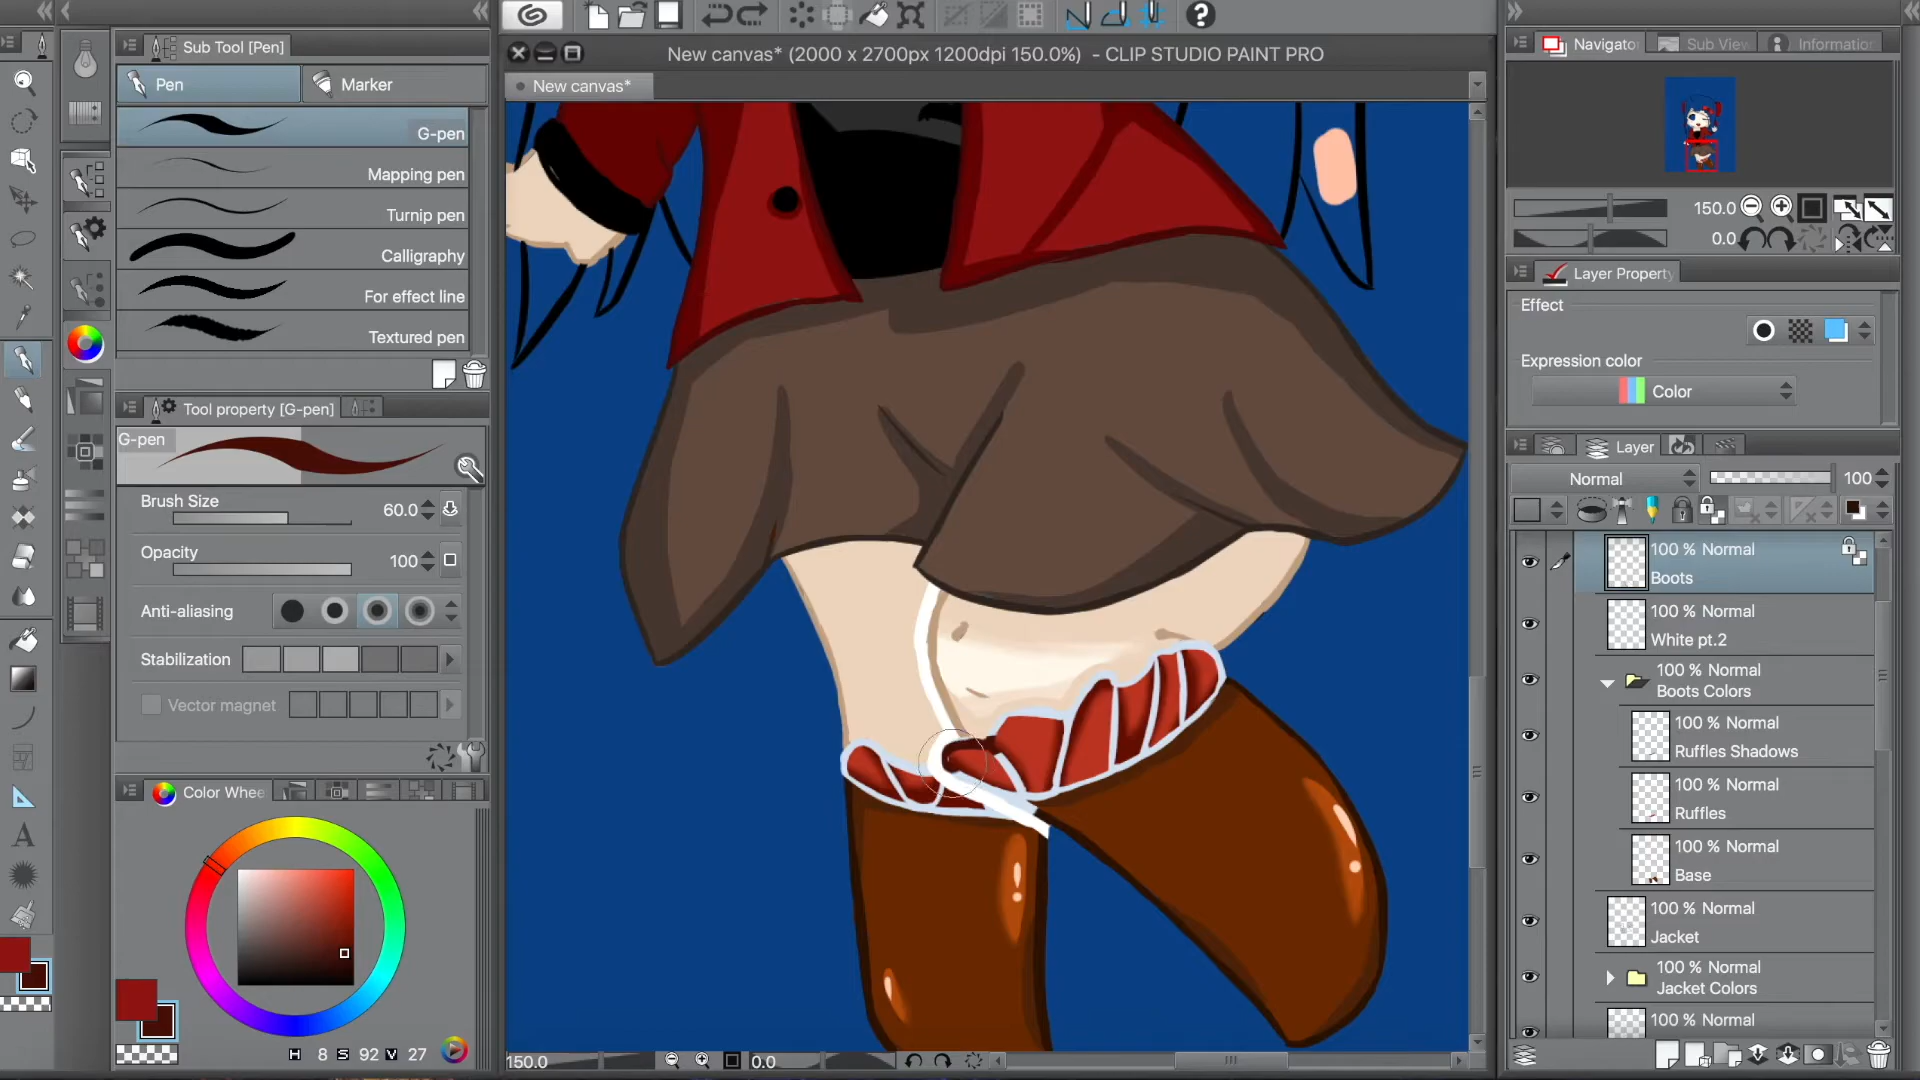 Sub Tool [Pen]
Pen
Marker
G-pen
Mapping pen
Turnip pen
Calligraphy
For effect line
Textured pen
Tool property [G-pen]
G-pen
Brush Size
60.0
Opacity
100
Anti-aliasing
Stabilization
Vector magnet
Color Whee
H 8 S 92 V 27
New canvas* (2000 x 2700px 1200dpi 150.0%) - CLIP STUDIO PAINT PRO
New canvas*
150.0
0.0
Navigato
Sub View
Information
150.0
0.0
Layer Property
Effect
Expression color
Color
Layer
Normal
100
100 % Normal
Boots
100 % Normal
White pt.2
100 % Normal
Boots Colors
100 % Normal
Ruffles Shadows
100 % Normal
Ruffles
100 % Normal
Base
100 % Normal
Jacket
100 % Normal
Jacket Colors
100 % Normal